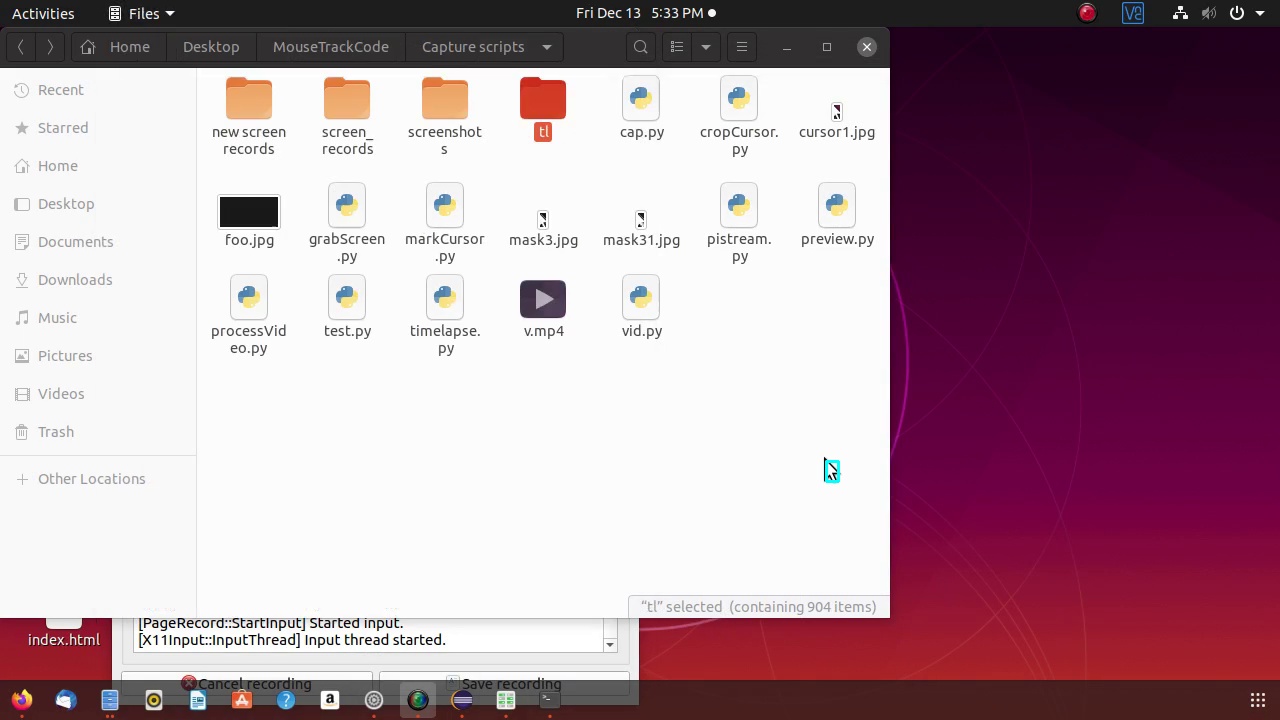 Activities
Files
Fri Dec 13 5:33 PM
V2
Home
Desktop
MouseTrackCode
Capture scripts
Recent
Starred
Home
Desktop
Documents
Downloads
Music
Pictures
Videos
Trash
Other Locations
new screen
records
screen_
records
screenshot
s
tl
cap.py
cropCursor.
py
cursor1.jpg
foo.jpg
grabScreen
.py
markCursor
.py
mask3.jpg
mask31.jpg
pistream.
py
preview.py
processVid
eo.py
test.py
timelapse.
py
v.mp4
vid.py
“tl” selected (containing 904 items)
index.html
[PageRecord::StartInput] Started input.
[X11Input::InputThread] Input thread started.
Cancel recording
Save recording